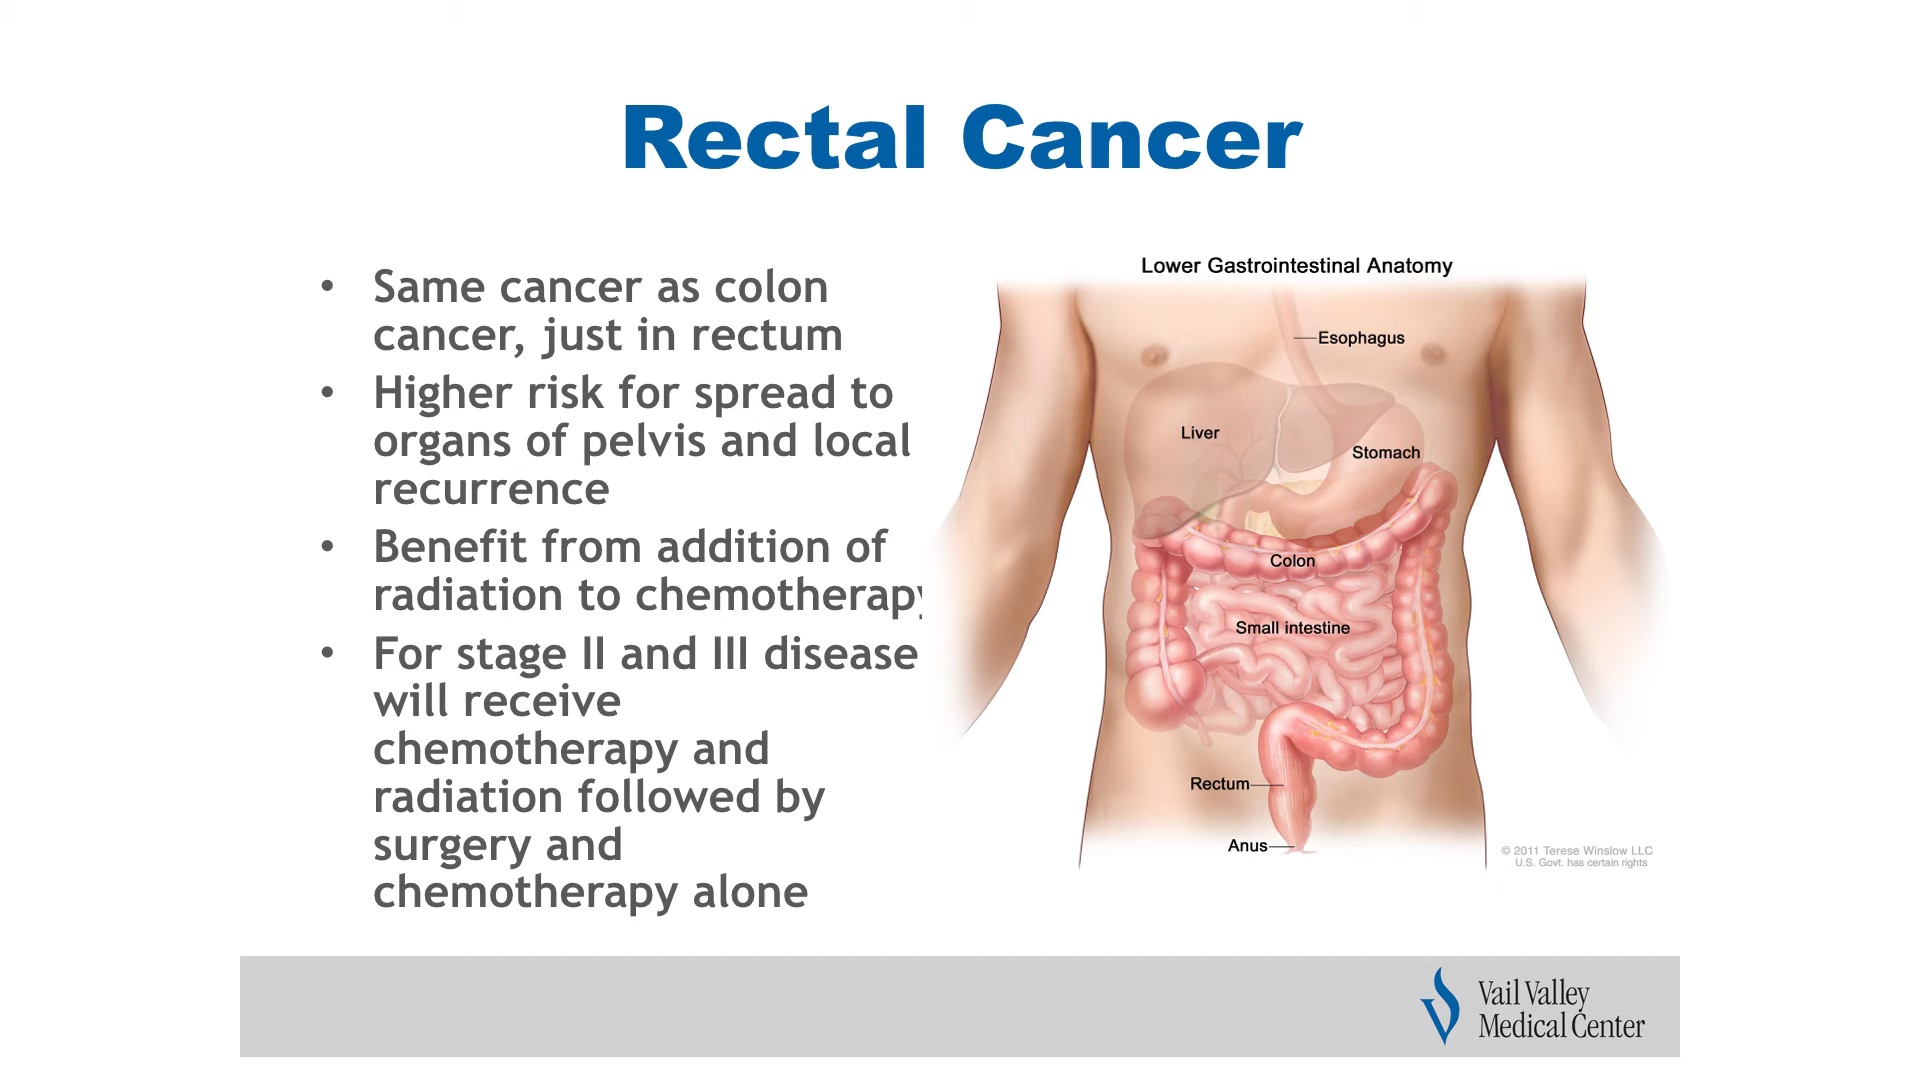 Rectal Cancer
• Same cancer as colon
cancer, just in rectum
• Higher risk for spread to
organs of pelvis and local
recurrence
• Benefit from addition of
radiation to chemotherapy
• For stage II and III disease
will receive
chemotherapy and
radiation followed by
surgery and
chemotherapy alone
Lower Gastrointestinal Anatomy
Esophagus
Liver
Stomach
Colon
Small intestine
Rectum
Anus
© 2011 Terese Winslow LLC
U.S. Govt. has certain rights
Vail Valley
Medical Center